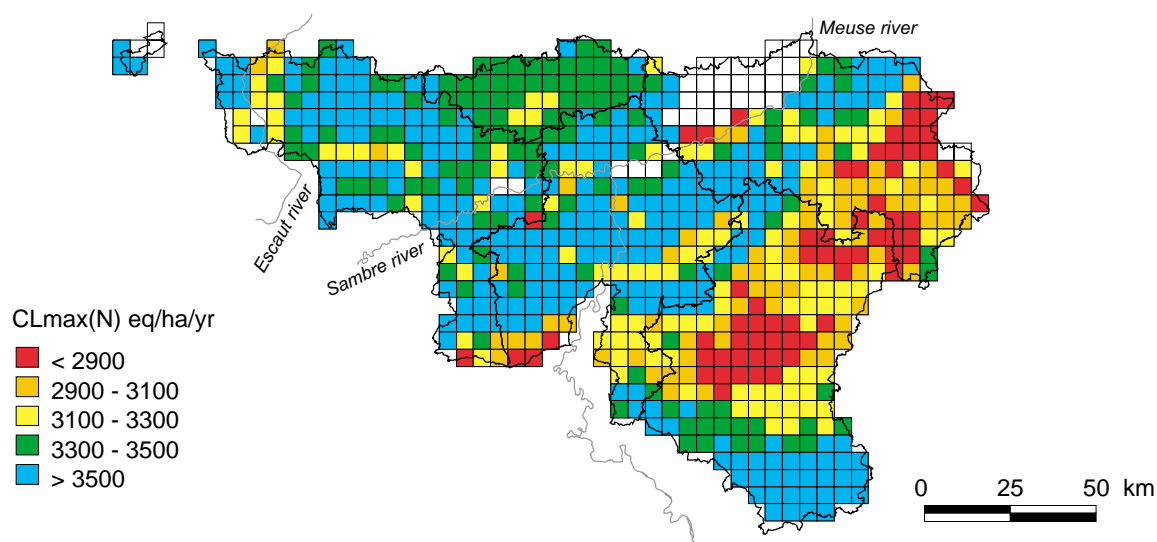 Meuse river
Escaut river
Sambre river
CLmax(N) eq/ha/yr
< 2900
2900 - 3100
3100 - 3300
3300 - 3500
> 3500
0 25 50 km